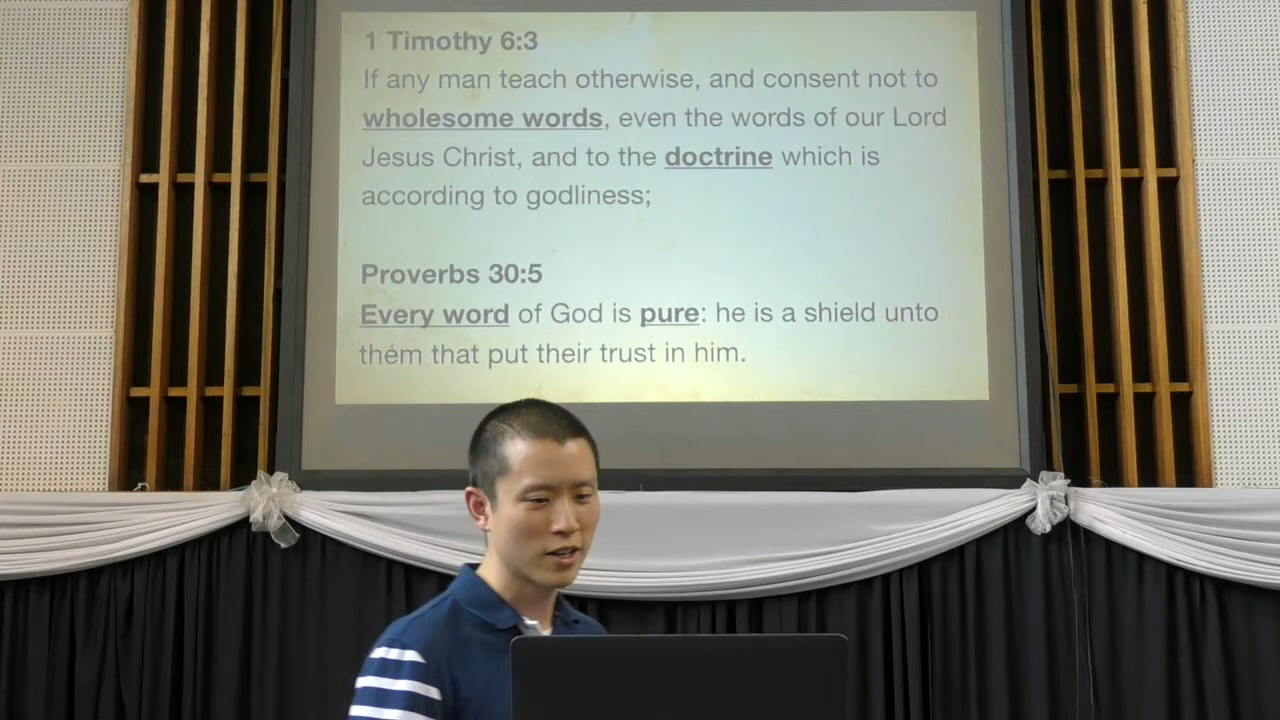 1 Timothy 6:3
If any man teach otherwise, and consent not to
wholesome words, even the words of our Lord
Jesus Christ, and to the doctrine which is
according to godliness;
Proverbs 30:5
Every word of God is pure: he is a shield unto
them that put their trust in him.